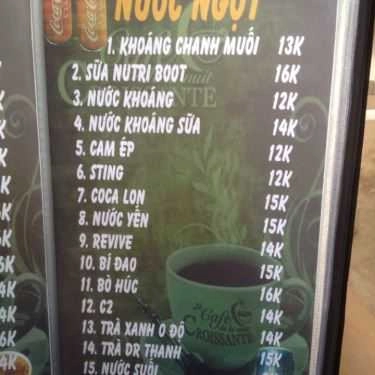 NƯỚC NGỌT
1. KHOÁNG CHANH MUỐI 13K
2. SỮA NUTRI BOOT 16K
3. NƯỚC KHOÁNG 12K
4. NƯỚC KHOÁNG SỮA 14K
5. CAM ÉP 12K
6. STING 12K
7. COCA LON 15K
8. NƯỚC YẾN 15K
9. REVIVE 14K
10. BÍ ĐAO 15K
11. BÒ HÚC 16K
12. C2 14K
13. TRÀ XANH O ĐỘ 14K
14. TRÀ DR THANH 15K
15. NƯỚC SUỐI
Café
CROISSANTE